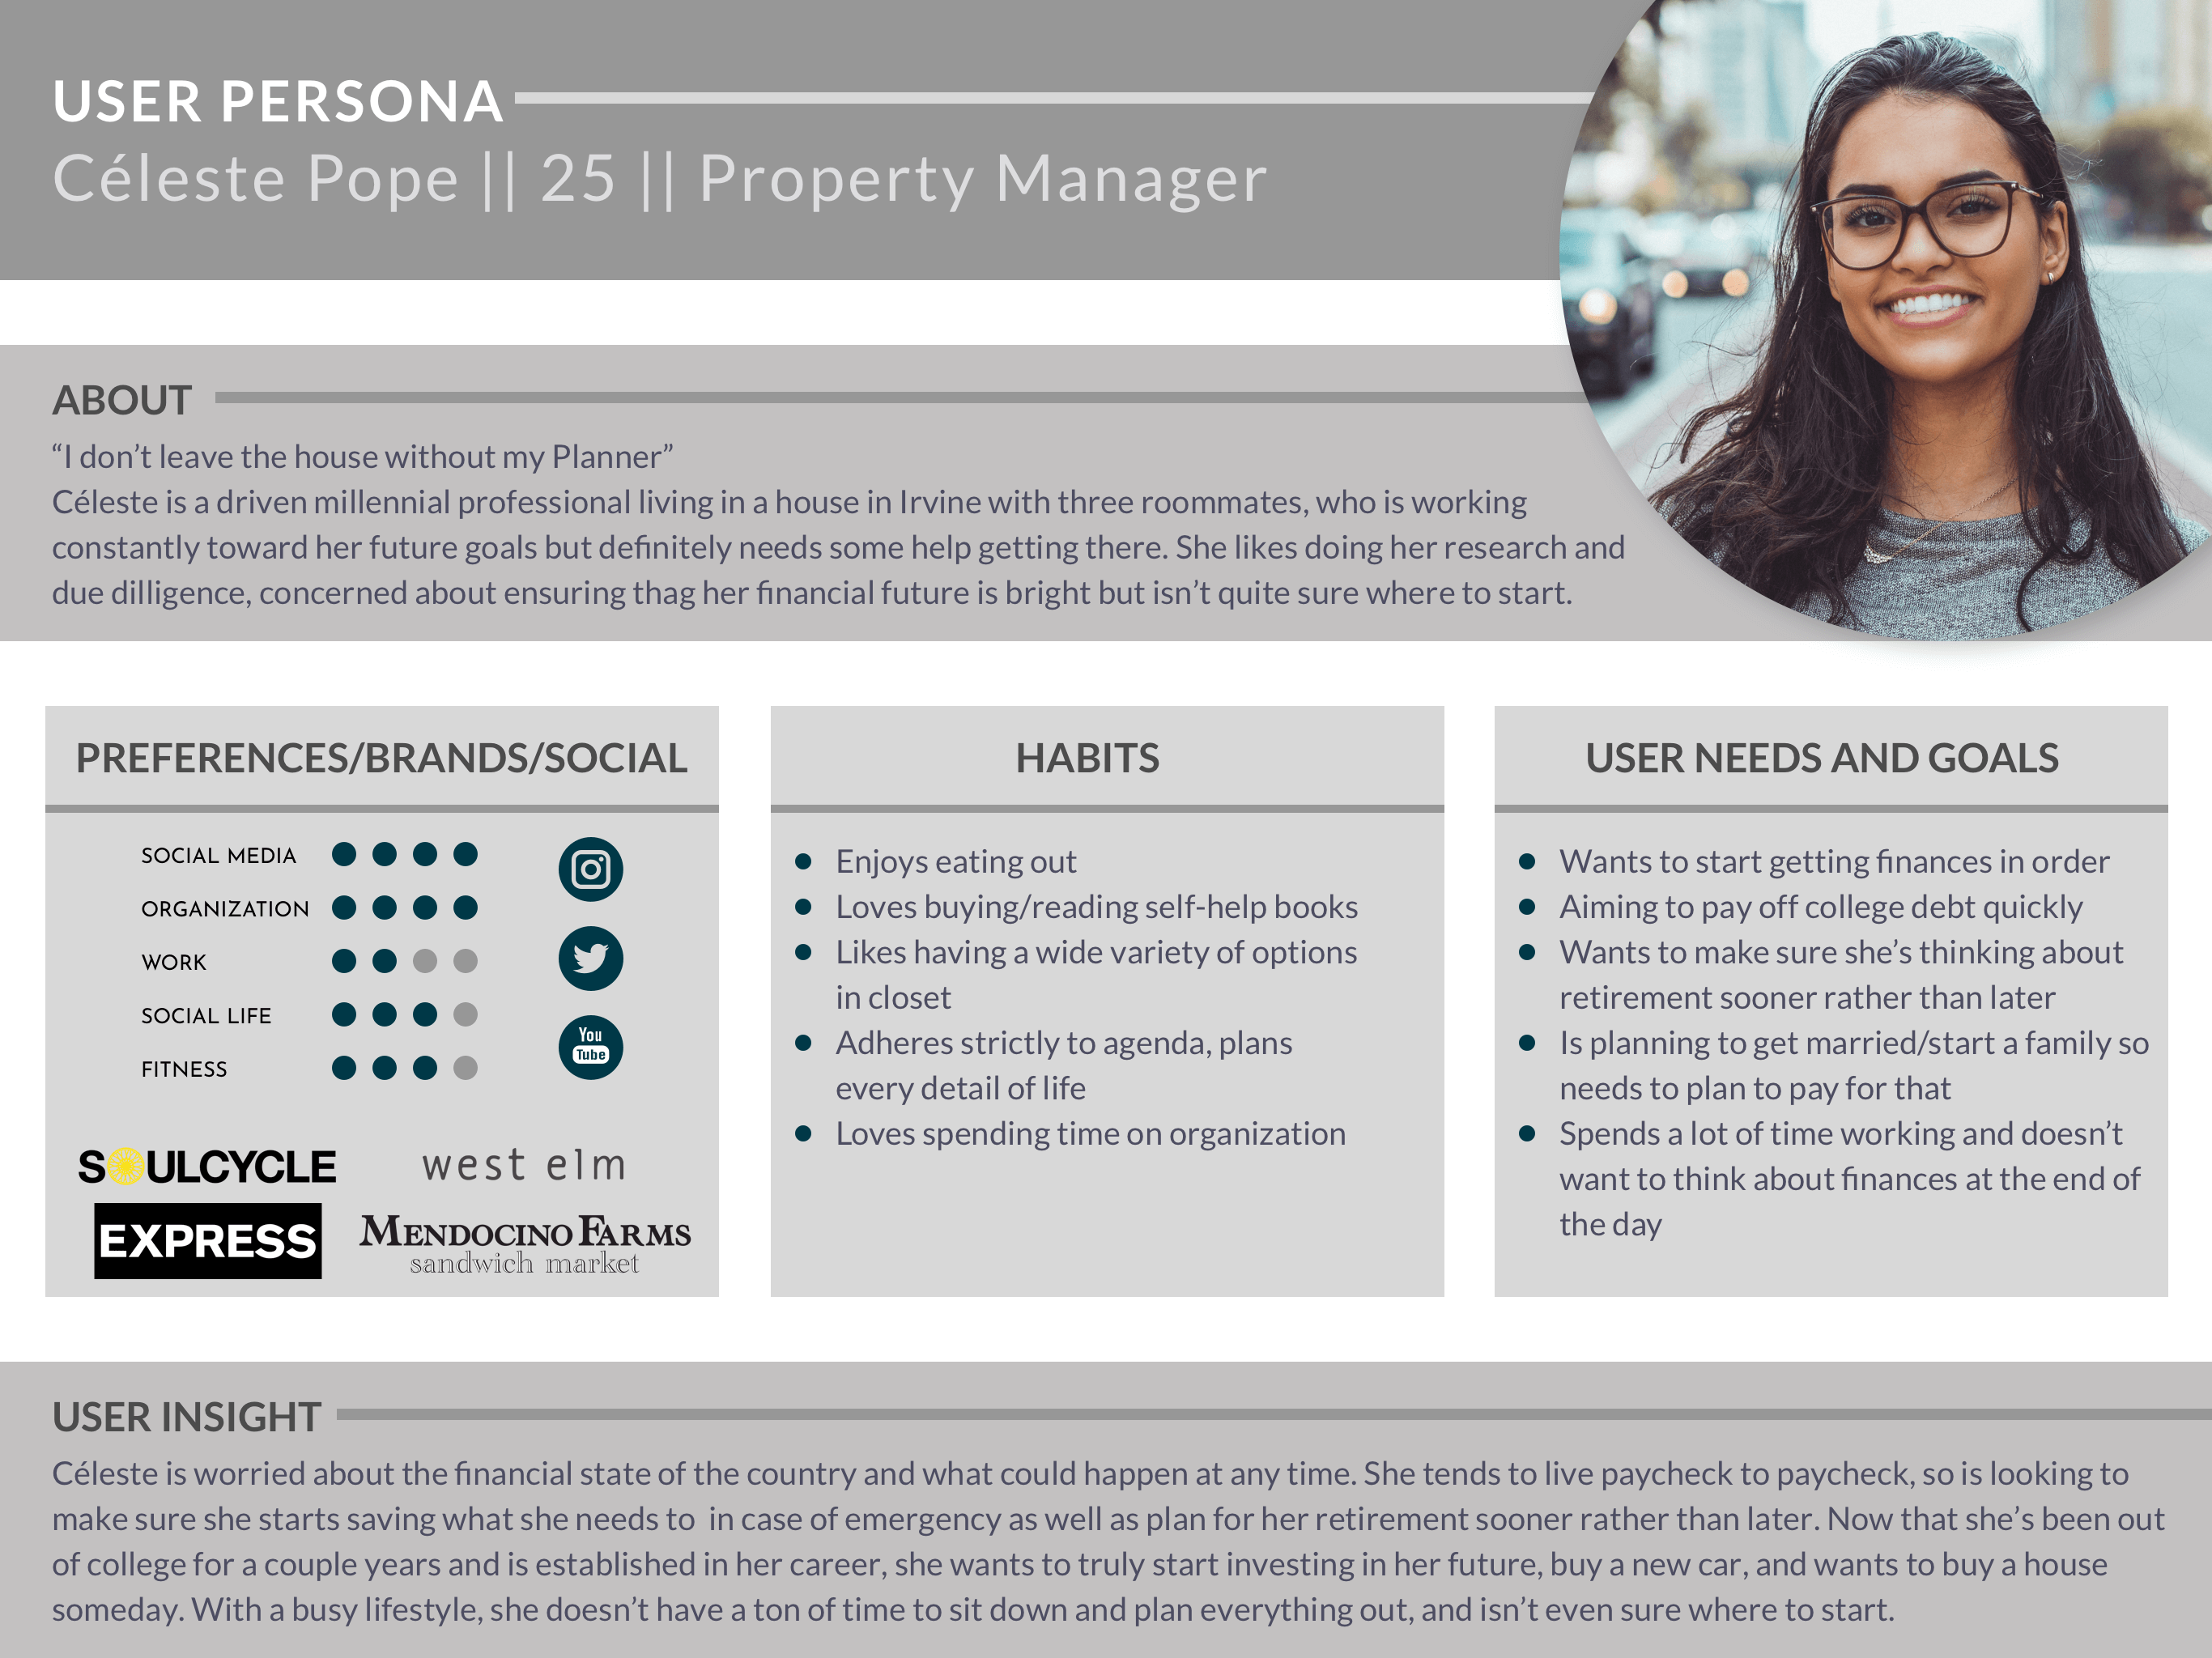 USER PERSONA
Céleste Pope || 25 || Property Manager
ABOUT
“I don’t leave the house without my Planner”
Céleste is a driven millennial professional living in a house in Irvine with three roommates, who is working
constantly toward her future goals but definitely needs some help getting there. She likes doing her research and
due dilligence, concerned about ensuring thag her financial future is bright but isn’t quite sure where to start.
PREFERENCES/BRANDS/SOCIAL
SOCIAL MEDIA
ORGANIZATION
WORK
SOCIAL LIFE
FITNESS
You
Tube
SOULCYCLE
west elm
EXPRESS
MENDOCINO FARMS
sandwich market
HABITS
Enjoys eating out
Loves buying/reading self-help books
Likes having a wide variety of options
in closet
Adheres strictly to agenda, plans
every detail of life
Loves spending time on organization
USER NEEDS AND GOALS
Wants to start getting finances in order
Aiming to pay off college debt quickly
Wants to make sure she’s thinking about
retirement sooner rather than later
Is planning to get married/start a family so
needs to plan to pay for that
Spends a lot of time working and doesn’t
want to think about finances at the end of
the day
USER INSIGHT
Céleste is worried about the financial state of the country and what could happen at any time. She tends to live paycheck to paycheck, so is looking to
make sure she starts saving what she needs to  in case of emergency as well as plan for her retirement sooner rather than later. Now that she’s been out
of college for a couple years and is established in her career, she wants to truly start investing in her future, buy a new car, and wants to buy a house
someday. With a busy lifestyle, she doesn’t have a ton of time to sit down and plan everything out, and isn’t even sure where to start.